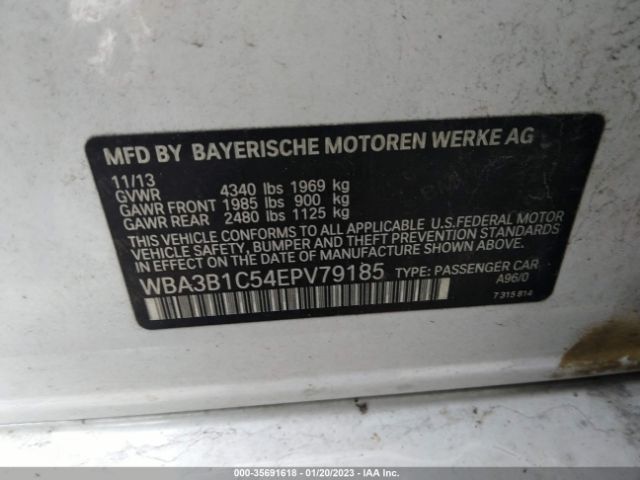 MFD BY BAYERISCHE MOTOREN WERKE AG
11/13
GVWR 4340 lbs 1969 kg
GAWR FRONT 1985 lbs 900 kg
GAWR REAR 2480 lbs 1125 kg
THIS VEHICLE CONFORMS TO ALL APPLICABLE U.S.FEDERAL MOTOR
VEHICLE SAFETY, BUMPER AND THEFT PREVENTION STANDARDS
IN EFFECT ON THE DATE OF MANUFACTURE SHOWN ABOVE.
WBA3B1C54EPV79185 TYPE: PASSENGER CAR
A96/0
7 315 814
000-35691618 - 01/20/2023 - IAA Inc.